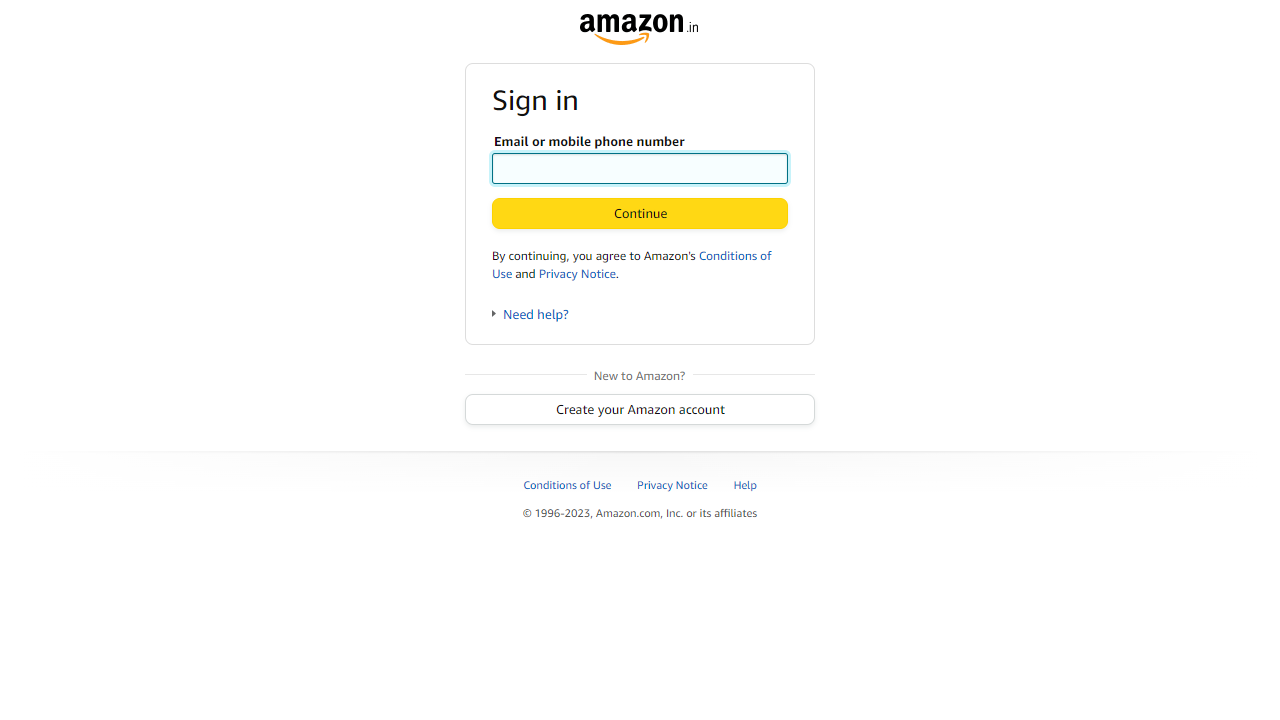 amazon.in
Sign in
Email or mobile phone number
Continue
By continuing, you agree to Amazon's Conditions of
Use and Privacy Notice.
Need help?
New to Amazon?
Create your Amazon account
Conditions of Use Privacy Notice Help
© 1996-2023, Amazon.com, Inc. or its affiliates